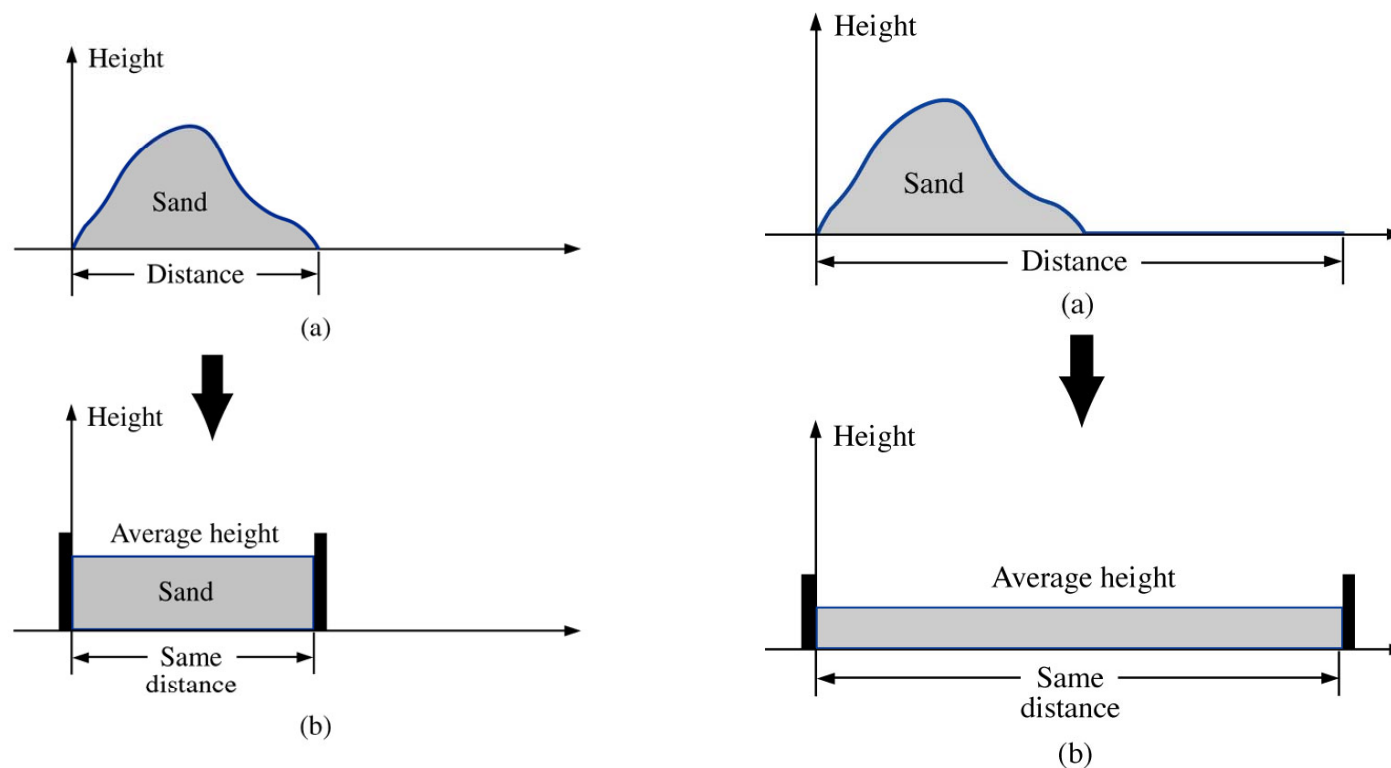 Height
Sand
Distance
(a)
Height
Average height
Sand
Same
distance
(b)
Height
Sand
Distance
(a)
Height
Average height
Same
distance
(b)